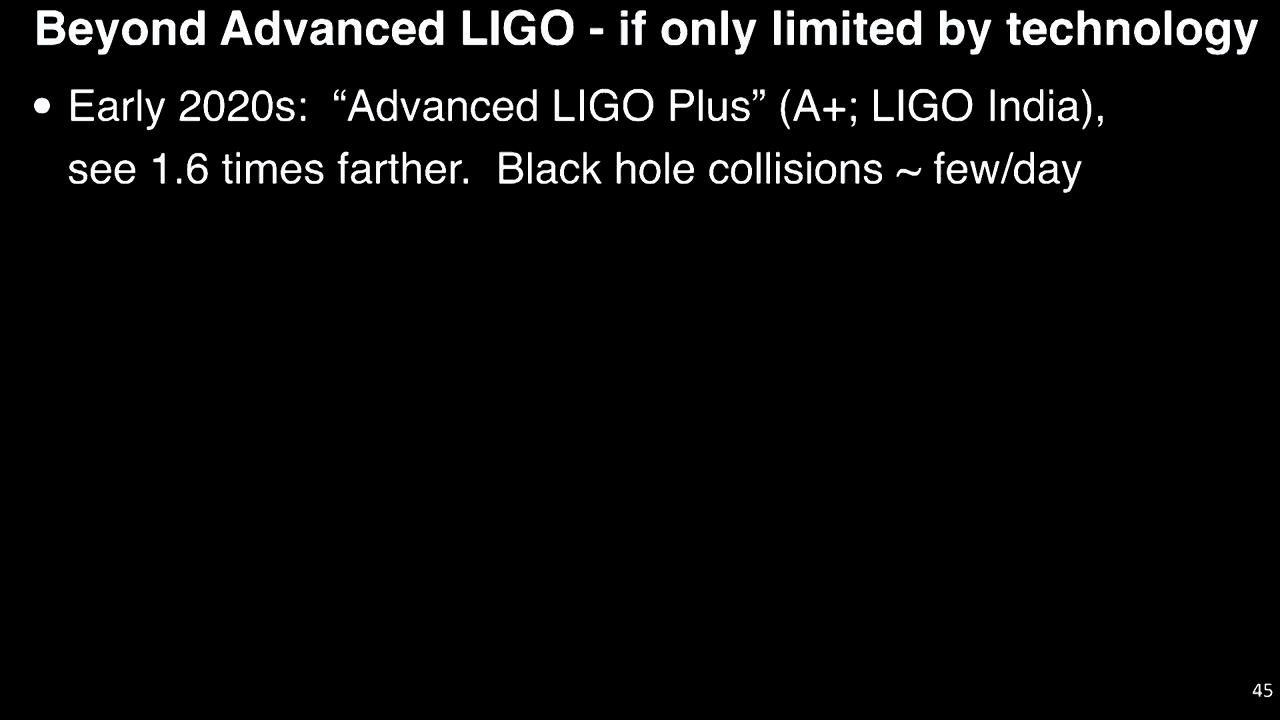 Beyond Advanced LIGO - if only limited by technology
• Early 2020s: “Advanced LIGO Plus” (A+; LIGO India),
see 1.6 times farther. Black hole collisions ~ few/day
45